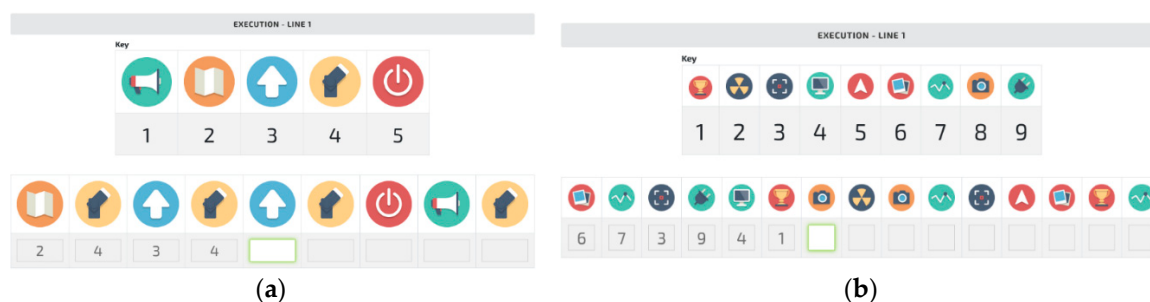 EXECUTION - LINE 1
Key
1 2 3 4 5
2 4 3 4
(a)
EXECUTION - LINE 1
Key
1 2 3 4 5 6 7 8 9
6 7 3 9 4 1
(b)